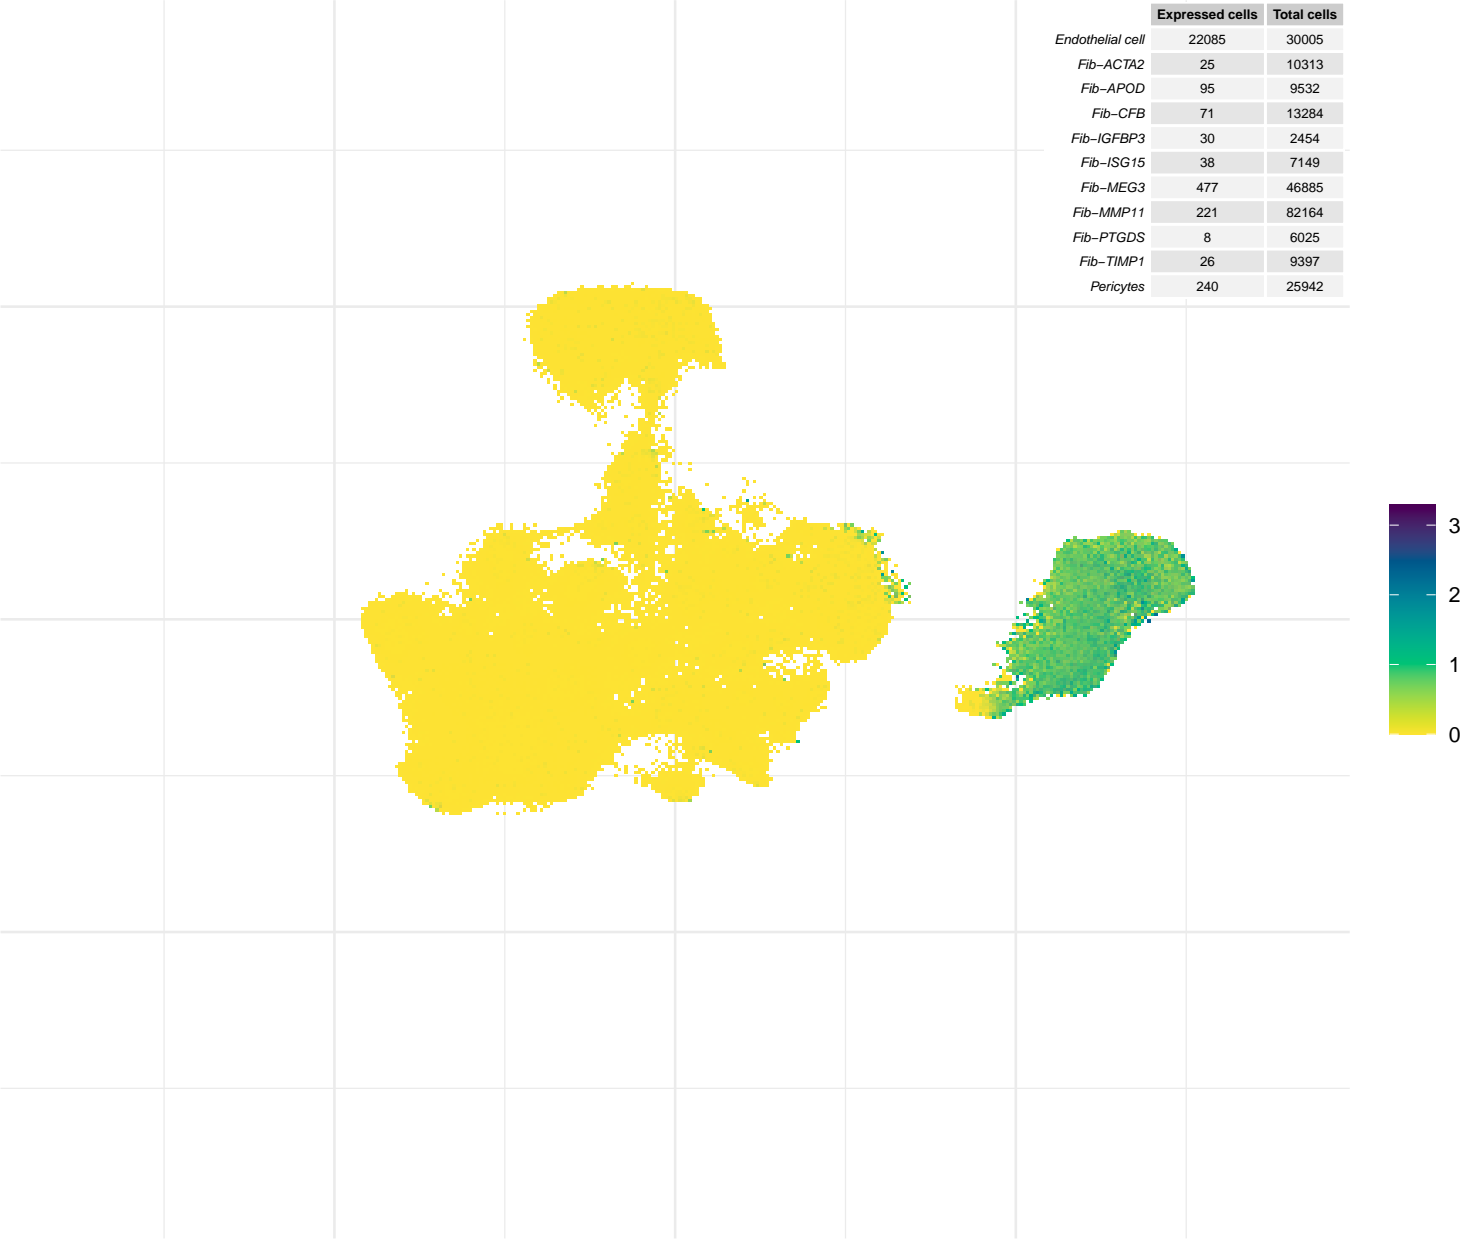 Expressed cells Total cells
Endothelial cell 22085 30005
Fib−ACTA2 25 10313
Fib−APOD 95 9532
Fib−CFB 71 13284
Fib−IGFBP3 30 2454
Fib−ISG15 38 7149
Fib−MEG3 477 46885
Fib−MMP11 221 82164
Fib−PTGDS 8 6025
Fib−TIMP1 26 9397
Pericytes 240 25942
3
2
1
0